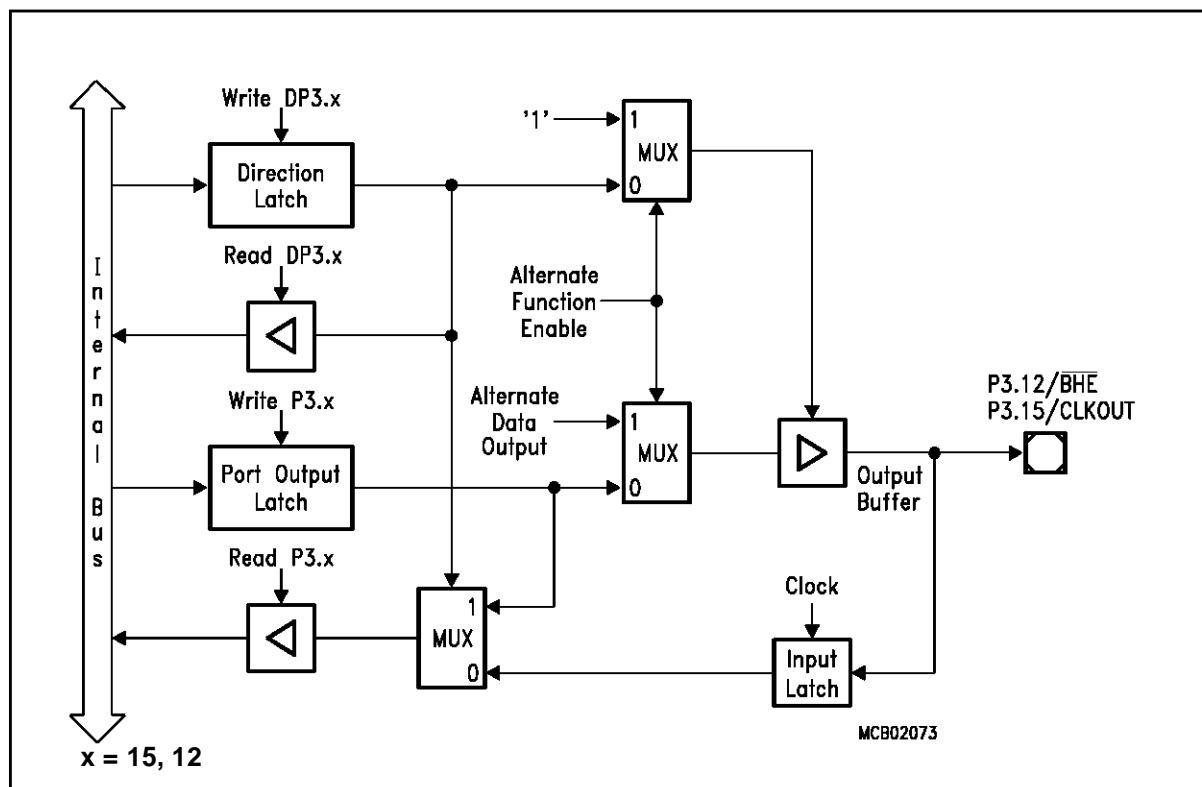 Write DP3.x
Direction
Latch
Read DP3.x
Internal Bus
Write P3.x
Port Output
Latch
Read P3.x
'1'
1
MUX
0
Alternate
Function
Enable
Alternate
Data
Output
1
MUX
0
1
MUX
0
P3.12/B̅H̅E̅
P3.15/CLKOUT
Output
Buffer
Clock
Input
Latch
MCB02073
x = 15, 12